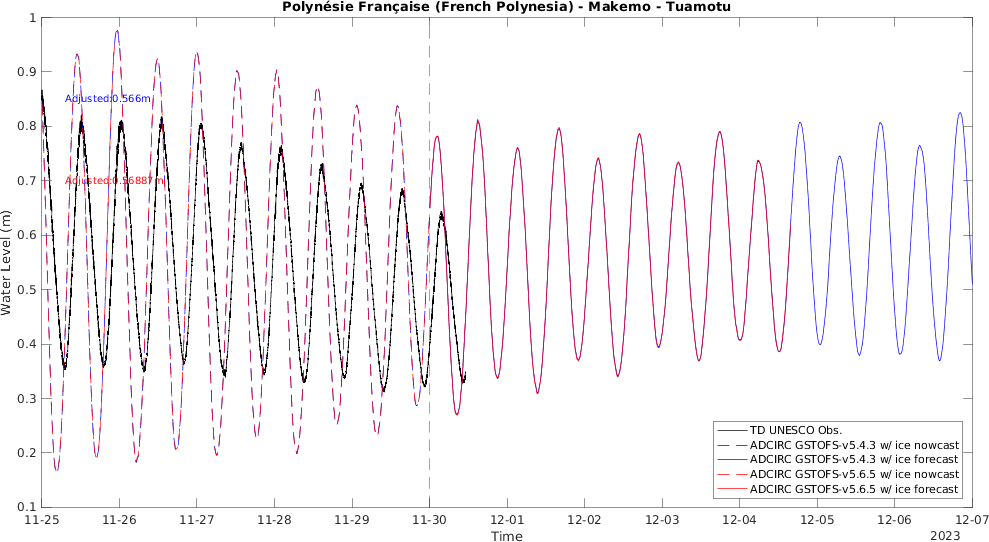 Polynésie Française (French Polynesia) - Makemo - Tuamotu
Water Level (m)
1
0.9
0.8
0.7
0.6
0.5
0.4
0.3
0.2
0.1
Adjusted:0.566m
Adjusted:0.56887m
TD UNESCO Obs.
ADCIRC GSTOFS-v5.4.3 w/ ice nowcast
ADCIRC GSTOFS-v5.4.3 w/ ice forecast
ADCIRC GSTOFS-v5.6.5 w/ ice nowcast
ADCIRC GSTOFS-v5.6.5 w/ ice forecast
11-25 11-26 11-27 11-28 11-29 11-30 12-01 12-02 12-03 12-04 12-05 12-06 12-07
Time
2023